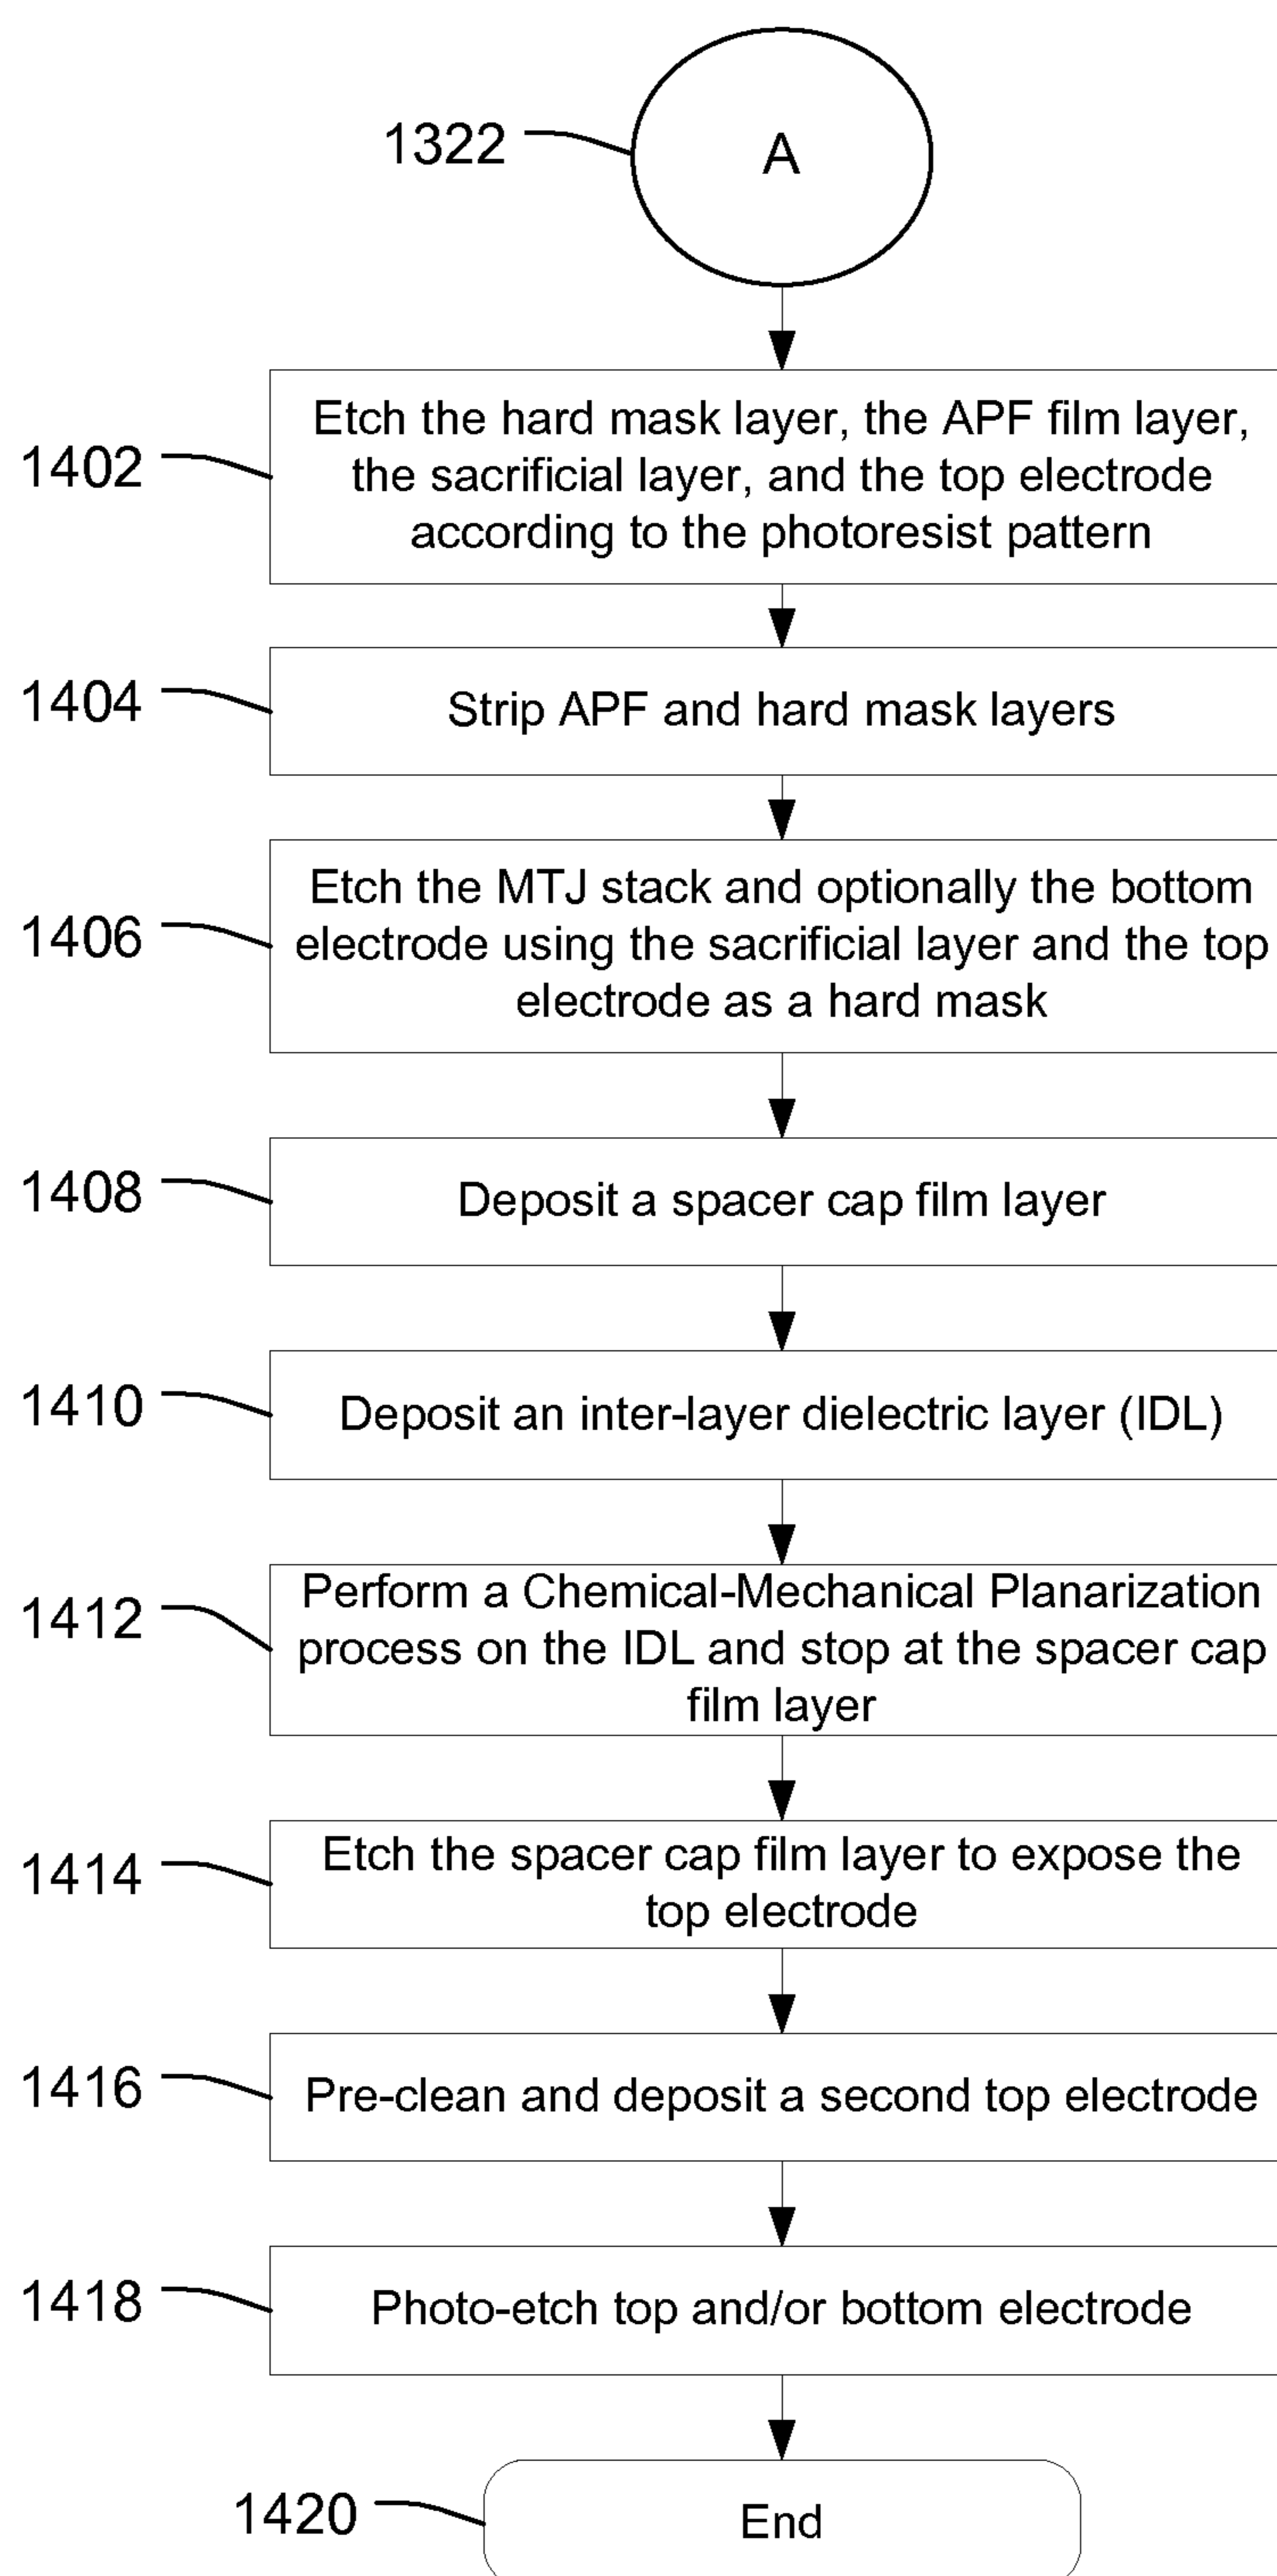 1322
A
1402
Etch the hard mask layer, the APF film layer,
the sacrificial layer, and the top electrode
according to the photoresist pattern
1404
Strip APF and hard mask layers
1406
Etch the MTJ stack and optionally the bottom
electrode using the sacrificial layer and the top
electrode as a hard mask
1408
Deposit a spacer cap film layer
1410
Deposit an inter-layer dielectric layer (IDL)
1412
Perform a Chemical-Mechanical Planarization
process on the IDL and stop at the spacer cap
film layer
1414
Etch the spacer cap film layer to expose the
top electrode
1416
Pre-clean and deposit a second top electrode
1418
Photo-etch top and/or bottom electrode
1420
End